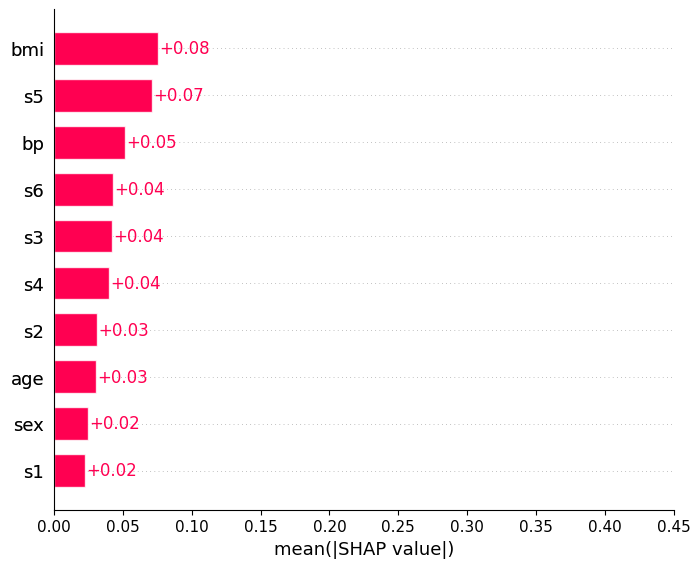 bmi +0.08
s5 +0.07
bp +0.05
s6 +0.04
s3 +0.04
s4 +0.04
s2 +0.03
age +0.03
sex +0.02
s1 +0.02
0.00 0.05 0.10 0.15 0.20 0.25 0.30 0.35 0.40 0.45
mean(|SHAP value|)